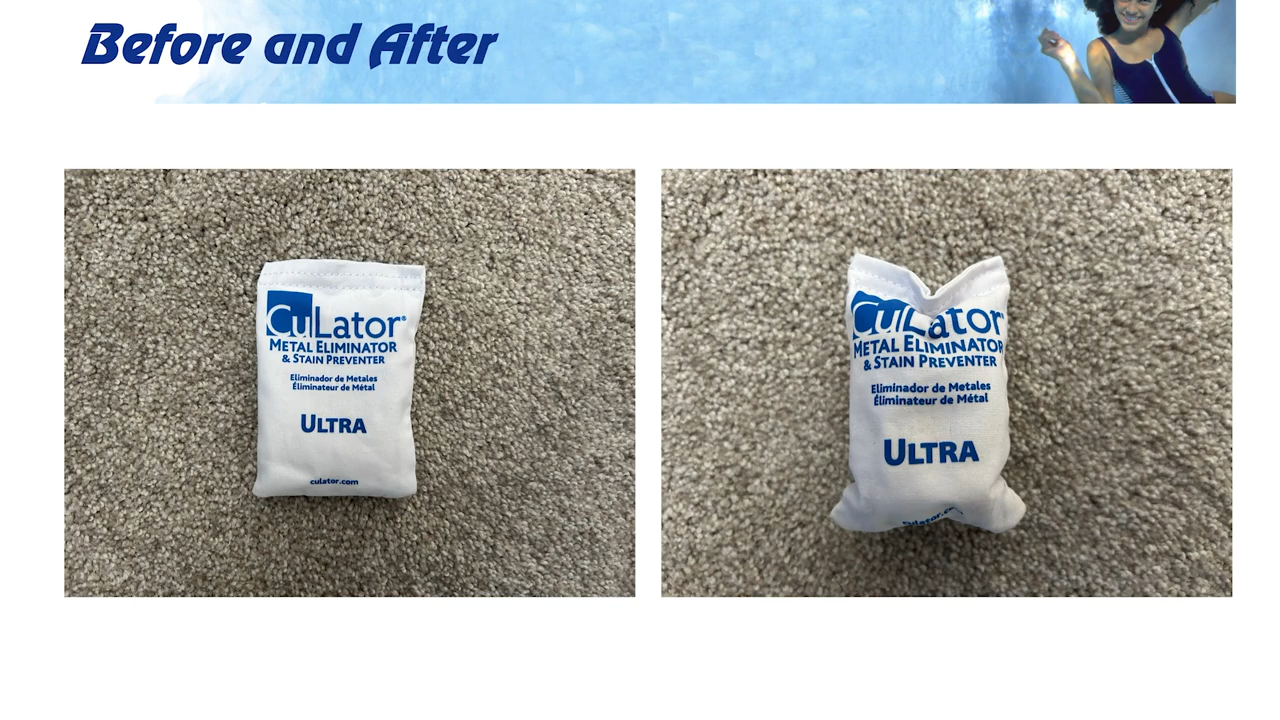 Before and After
CuLator®
METAL ELIMINATOR
& STAIN PREVENTER
Eliminador de Metales
Éliminateur de Métal
ULTRA
culator.com
CuLator®
METAL ELIMINATOR
& STAIN PREVENTER
Eliminador de Metales
Éliminateur de Métal
ULTRA